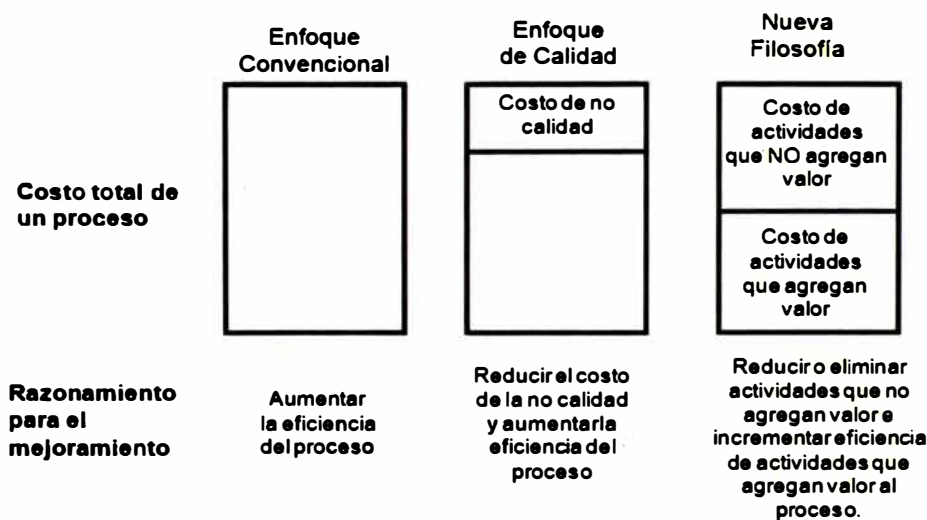 Enfoque
Convencional
Enfoque
de Calidad
Nueva
Filosofía
Costo total de
un proceso
Costo de no
calidad
Costo de
actividades
que NO agregan
valor
Costo de
actividades
que agregan
valor
Razonamiento
para el
mejoramiento
Aumentar
la eficiencia
del proceso
Reducir el costo
de la no calidad
y aumentar la
eficiencia del
proceso
Reducir o eliminar
actividades que no
agregan valor e
incrementar eficiencia
de actividades que
agregan valor al
proceso.